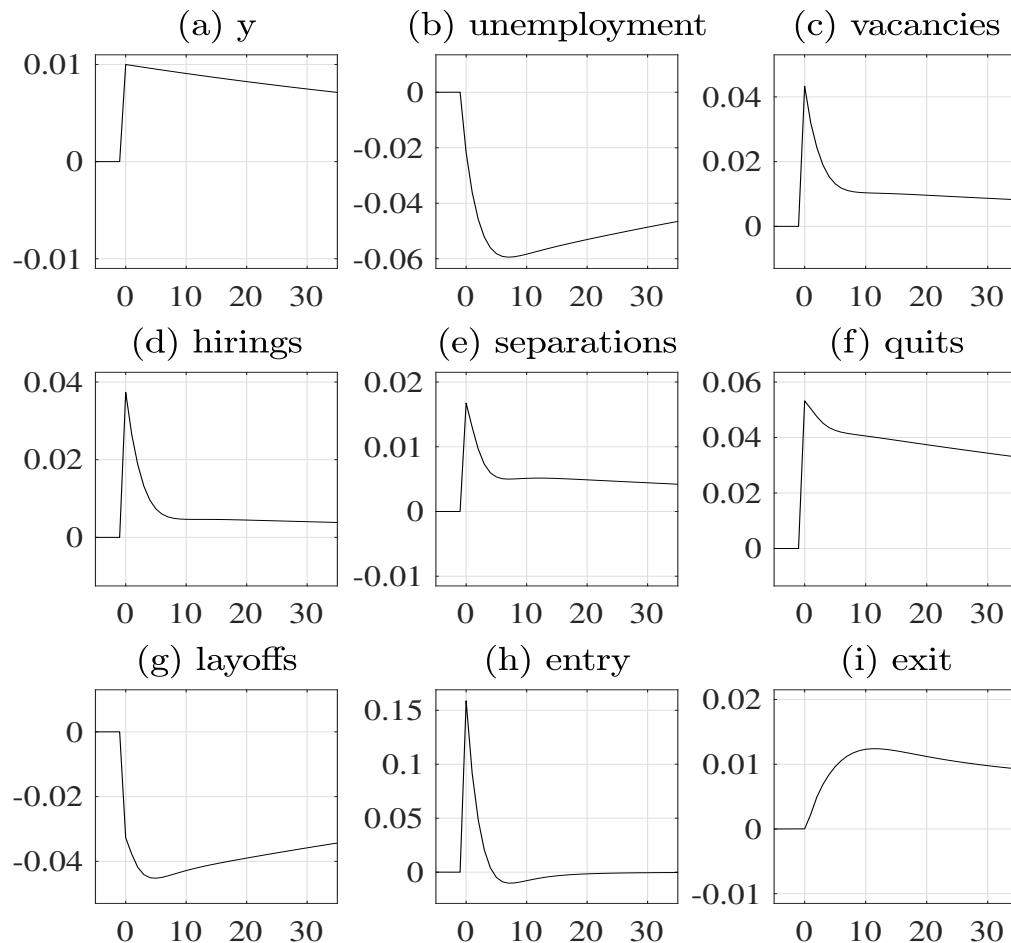 (a) y
(b) unemployment
(c) vacancies
0.01
0
-0.01
0 10 20 30
0
-0.02
-0.04
-0.06
0 10 20 30
0.04
0.02
0
0 10 20 30
(d) hirings
(e) separations
(f) quits
0.04
0.02
0
0 10 20 30
0.02
0.01
0
-0.01
0 10 20 30
0.06
0.04
0.02
0
0 10 20 30
(g) layoffs
(h) entry
(i) exit
0
-0.02
-0.04
0 10 20 30
0.15
0.1
0.05
0
0 10 20 30
0.02
0.01
0
-0.01
0 10 20 30